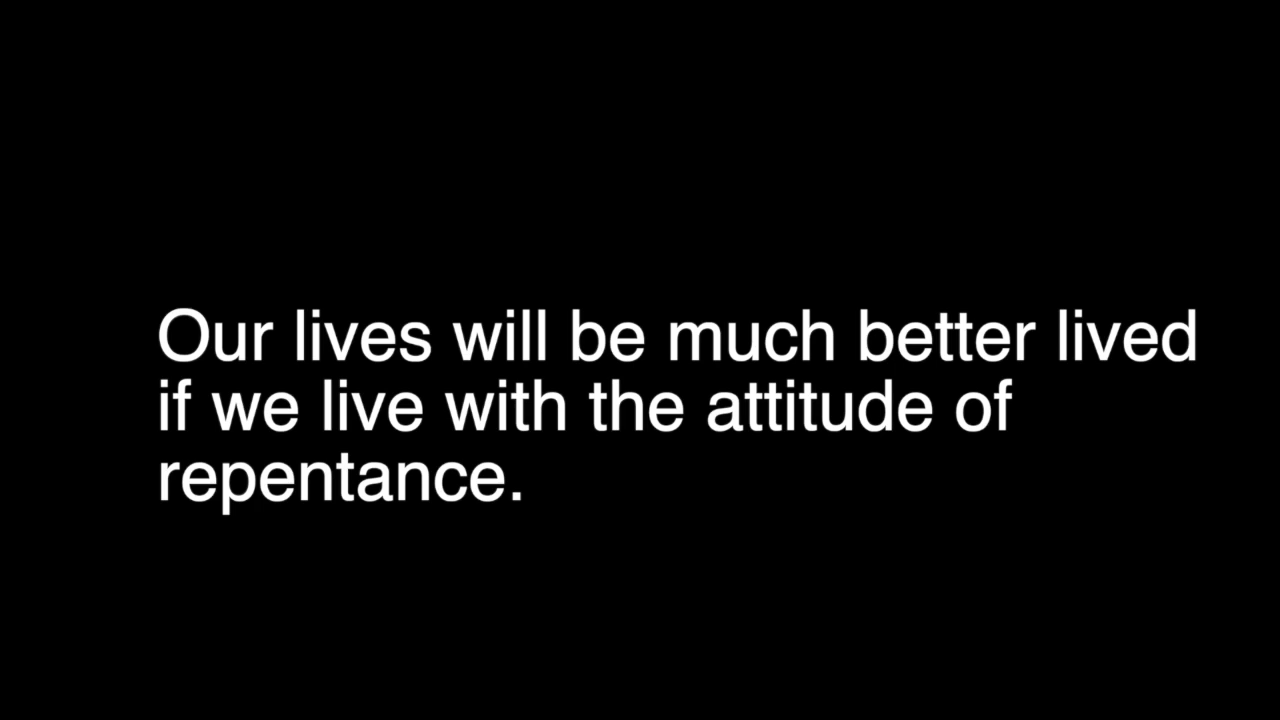 Our lives will be much better lived
if we live with the attitude of
repentance.